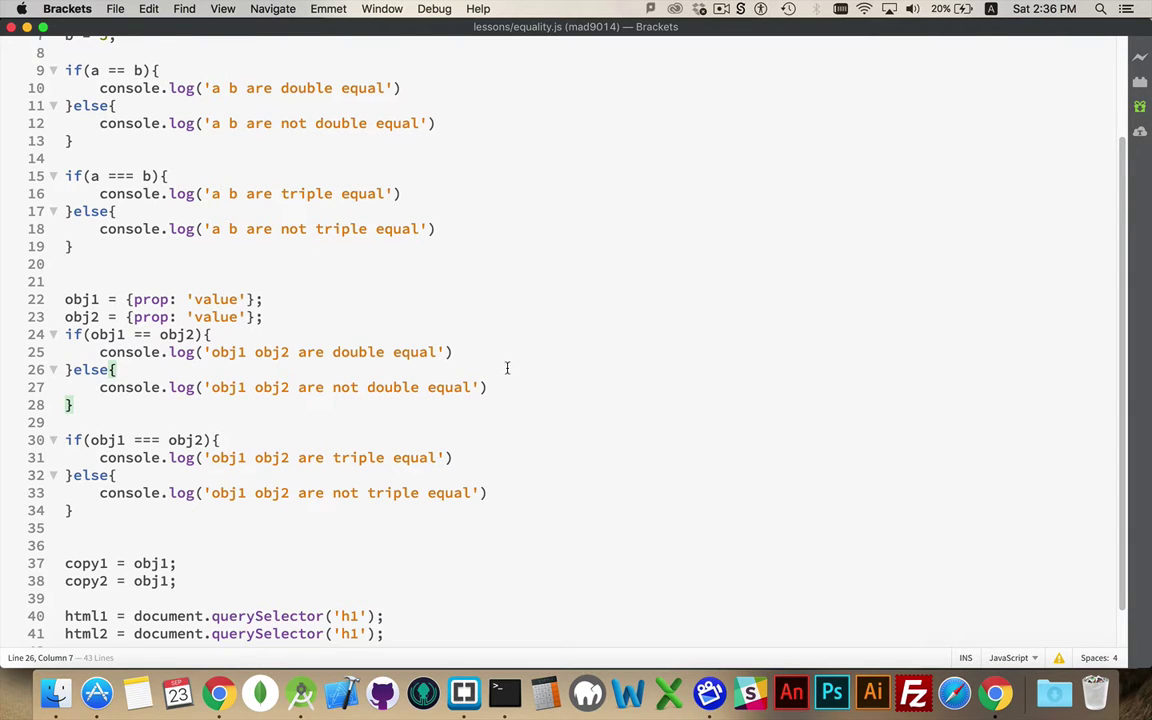 Brackets File Edit View Navigate Emmet Window Debug Help 20% A Sat 2:36 PM
lessons/equality.js (mad9014) — Brackets
8
9 if(a == b){
10 console.log('a b are double equal')
11 }else{
12 console.log('a b are not double equal')
13 }
14
15 if(a === b){
16 console.log('a b are triple equal')
17 }else{
18 console.log('a b are not triple equal')
19 }
20
21
22 obj1 = {prop: 'value'};
23 obj2 = {prop: 'value'};
24 if(obj1 == obj2){
25 console.log('obj1 obj2 are double equal')
26 }else{
27 console.log('obj1 obj2 are not double equal')
28 }
29
30 if(obj1 === obj2){
31 console.log('obj1 obj2 are triple equal')
32 }else{
33 console.log('obj1 obj2 are not triple equal')
34 }
35
36
37 copy1 = obj1;
38 copy2 = obj1;
39
40 html1 = document.querySelector('h1');
41 html2 = document.querySelector('h1');
Line 26, Column 7 — 43 Lines INS JavaScript Spaces: 4
SEP
23
An Ps Ai Fz